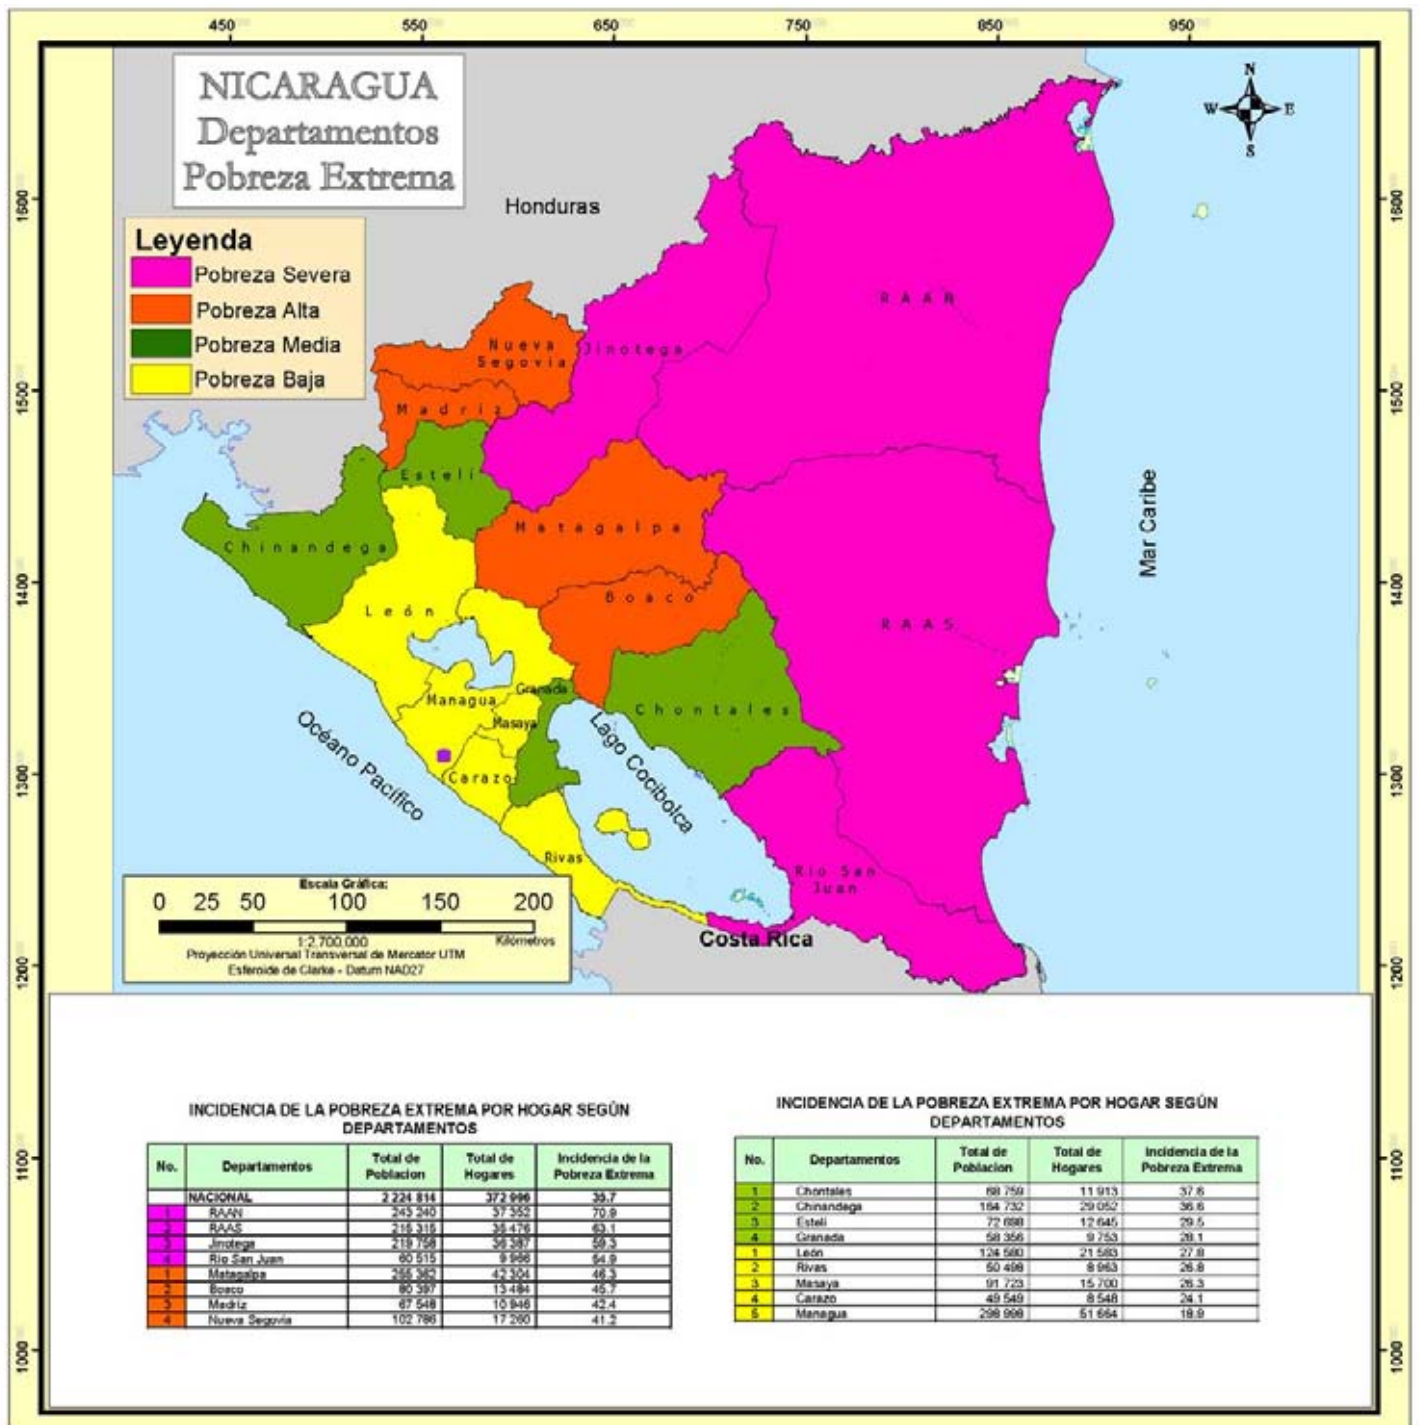 450 550 650 750 850 950
NICARAGUA
Departamentos
Pobreza Extrema
N
W E
S
Honduras
1600 1600
Leyenda
Pobreza Severa
Pobreza Alta
Pobreza Media
Pobreza Baja
RAAN
Nueva
Segovia
Jinotega
1500 1500
Madríz
Estelí
Mar Caribe
Matagalpa
Chinandega
1400 1400
Boaco
León
RAAS
Granada
Managua
Chontales
Masaya
Océano Pacífico
Lago Cocibolca
1300 1300
Carazo
Rivas
Rio San
Juan
Costa Rica
Escala Gráfica:
0 25 50 100 150 200
1:2.700.000 Kilómetros
Proyección Universal Transversal de Mercator UTM
Esferoide de Clarke - Datum NAD27
1200 1200
1100 1100
1000 1000
INCIDENCIA DE LA POBREZA EXTREMA POR HOGAR SEGÚN
DEPARTAMENTOS
No. Departamentos Total de Poblacion Total de Hogares Incidencia de la Pobreza Extrema
NACIONAL 2 224 814 372 996 35.7
1 RAAN 243 240 37 352 70.9
2 RAAS 215 315 35 476 63.1
3 Jinotega 219 758 36 387 59.3
4 Rio San Juan 60 515 9 986 54.9
1 Matagalpa 255 362 42 304 46.3
2 Boaco 80 397 13 484 45.7
3 Madriz 67 548 10 946 42.4
4 Nueva Segovia 102 786 17 260 41.2
INCIDENCIA DE LA POBREZA EXTREMA POR HOGAR SEGÚN
DEPARTAMENTOS
No. Departamentos Total de Poblacion Total de Hogares Incidencia de la Pobreza Extrema
1 Chontales 68 759 11 913 37.6
2 Chinandega 164 732 29 052 36.6
3 Estelí 72 698 12 645 29.5
4 Granada 58 356 9 753 28.1
1 León 124 580 21 583 27.8
2 Rivas 50 498 8 963 26.8
3 Masaya 91 723 15 700 26.3
4 Carazo 49 549 8 548 24.1
5 Managua 298 998 51 664 18.9